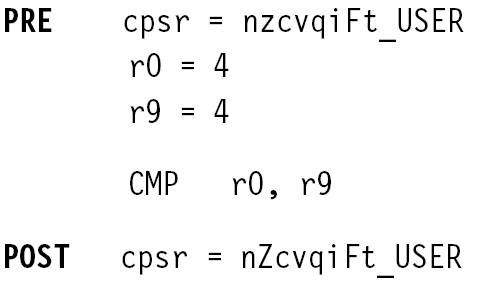 PRE cpsr = nzcvqiFt_USER
r0 = 4
r9 = 4
CMP r0, r9
POST cpsr = nZcvqiFt_USER